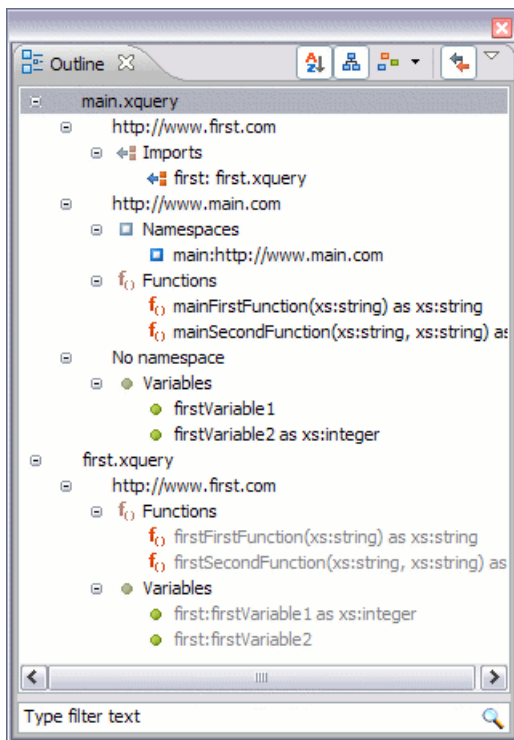 Outline
main.xquery
http://www.first.com
Imports
first: first.xquery
http://www.main.com
Namespaces
main:http://www.main.com
f() Functions
f() mainFirstFunction(xs:string) as xs:string
f() mainSecondFunction(xs:string, xs:string) as
No namespace
Variables
firstVariable1
firstVariable2 as xs:integer
first.xquery
http://www.first.com
f() Functions
f() firstFirstFunction(xs:string) as xs:string
f() firstSecondFunction(xs:string, xs:string) as
Variables
first:firstVariable1 as xs:integer
first:firstVariable2
Type filter text